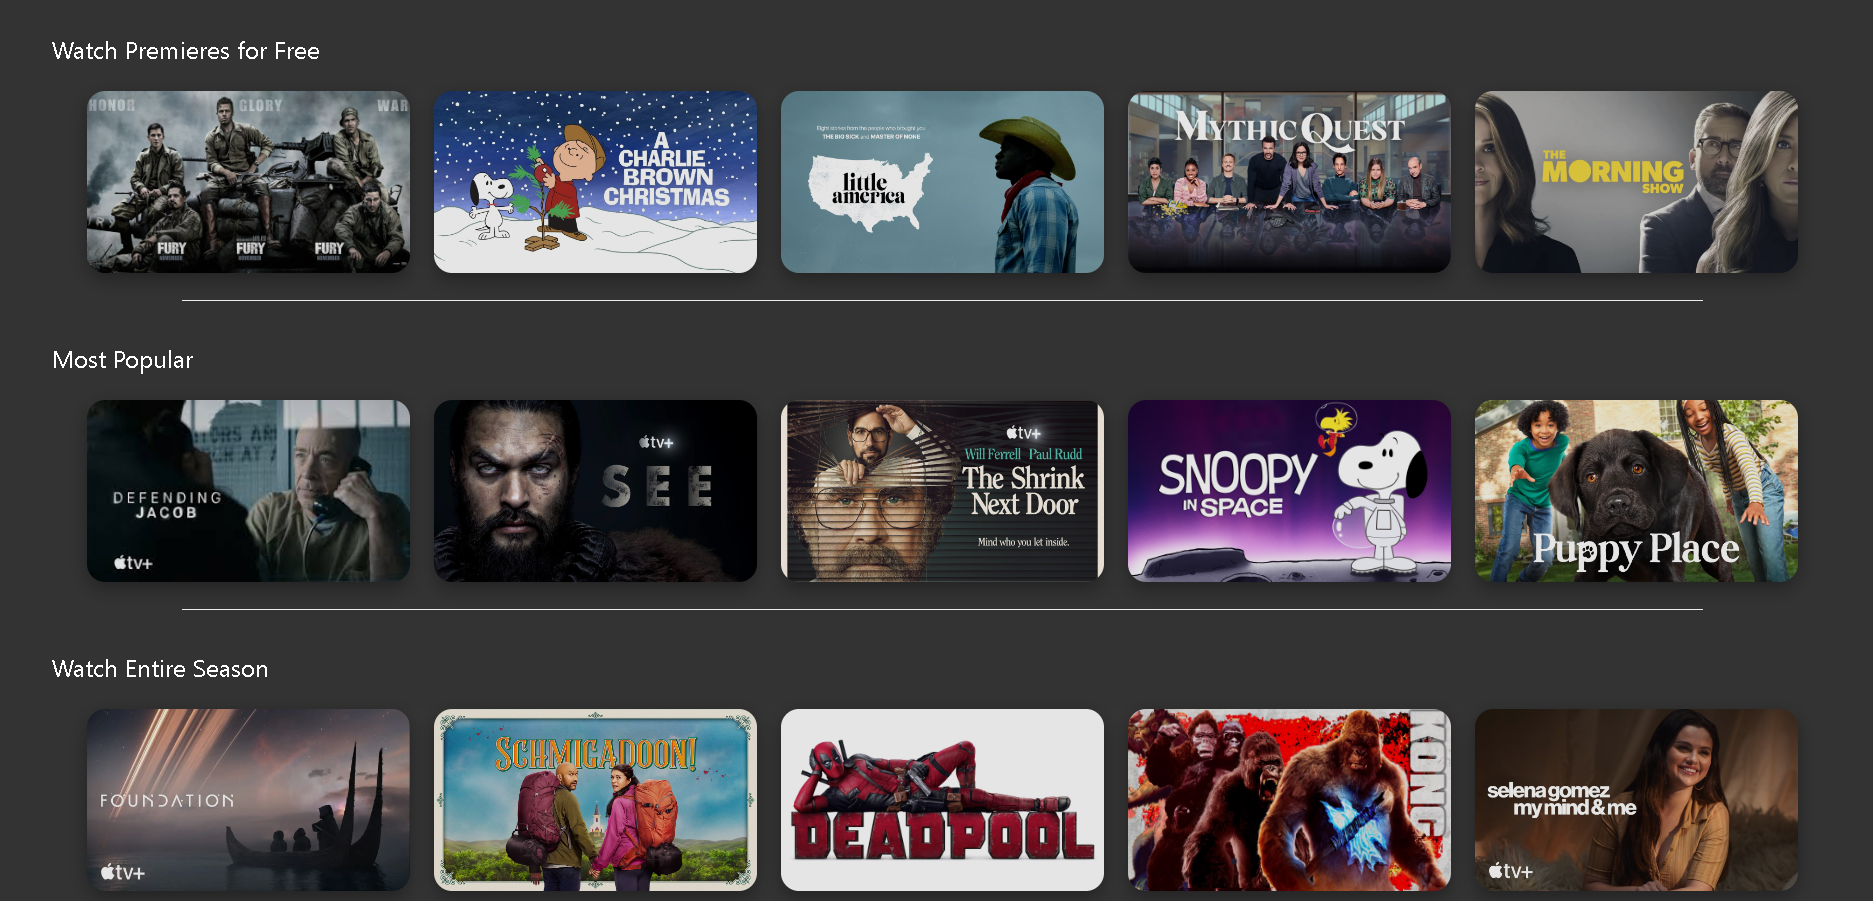 Watch Premieres for Free
HONOR GLORY WAR
FURY FURY FURY
NOVEMBER NOVEMBER NOVEMBER
A
CHARLIE
BROWN
CHRISTMAS
Eight stories from the people who brought you
THE BIG SICK and MASTER OF NONE
little
america
MYTHIC QUEST
THE
MORNING
SHOW
Most Popular
DEFENDING
JACOB
tv+
tv+
SEE
tv+
Will Ferrell Paul Rudd
The Shrink
Next Door
Mind who you let inside.
SNOOPY
IN SPACE
Puppy Place
Watch Entire Season
FOUNDATION
tv+
SCHMIGADOON!
DEADPOOL
KONG
selena gomez
my mind & me
tv+